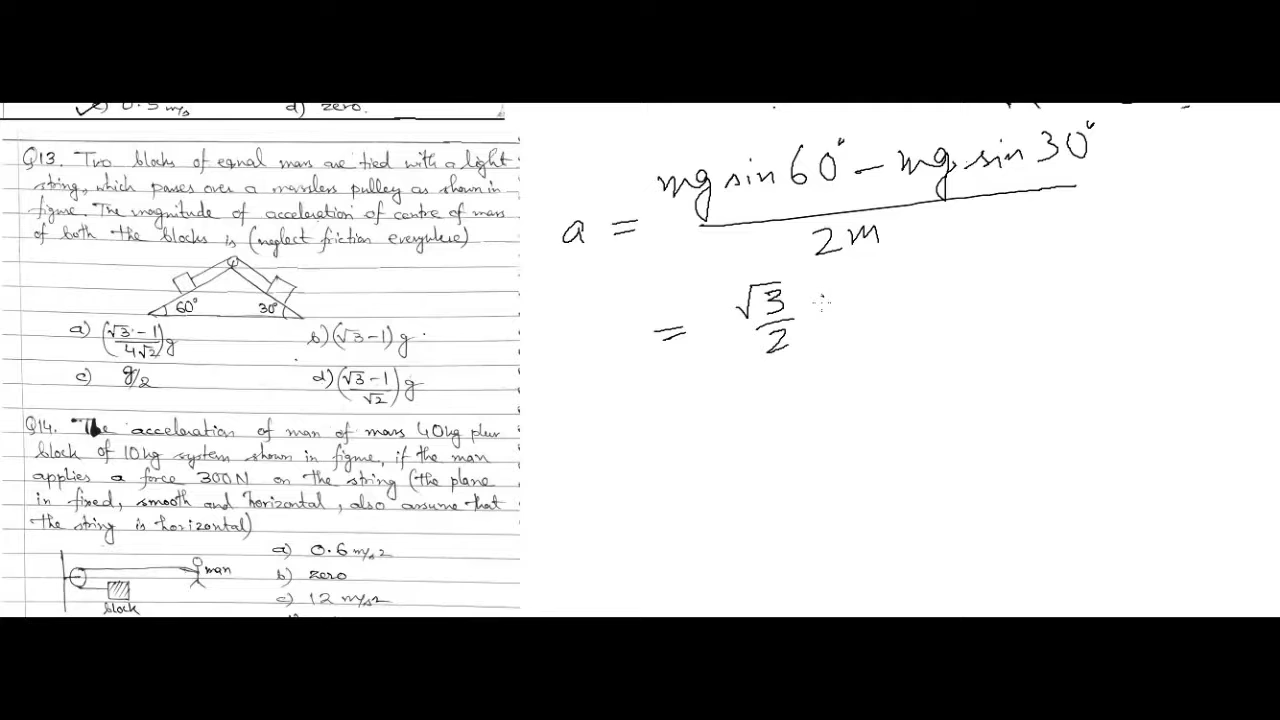 c) 0.5 m/s d) zero.
Q13. Two blocks of equal mass are tied with a light
string, which passes over a massless pulley as shown in
figure. The magnitude of acceleration of centre of mass
of both the blocks is (neglect friction everywhere)
60° 30°
a) (√3 - 1 / 4√2) g b) (√3 - 1) g
c) g/2 d) (√3 - 1 / √2) g
Q14. The acceleration of man of mass 40kg plus
block of 10kg system shown in figure, if the man
applies a force 300N on the string (the plane
in fixed, smooth and horizontal, also assume that
the string is horizontal)
a) 0.6 m/s2
man
b) zero
c) 12 m/s2
block
mg sin 60° - mg sin 30°
a =
2m
= √3 / 2